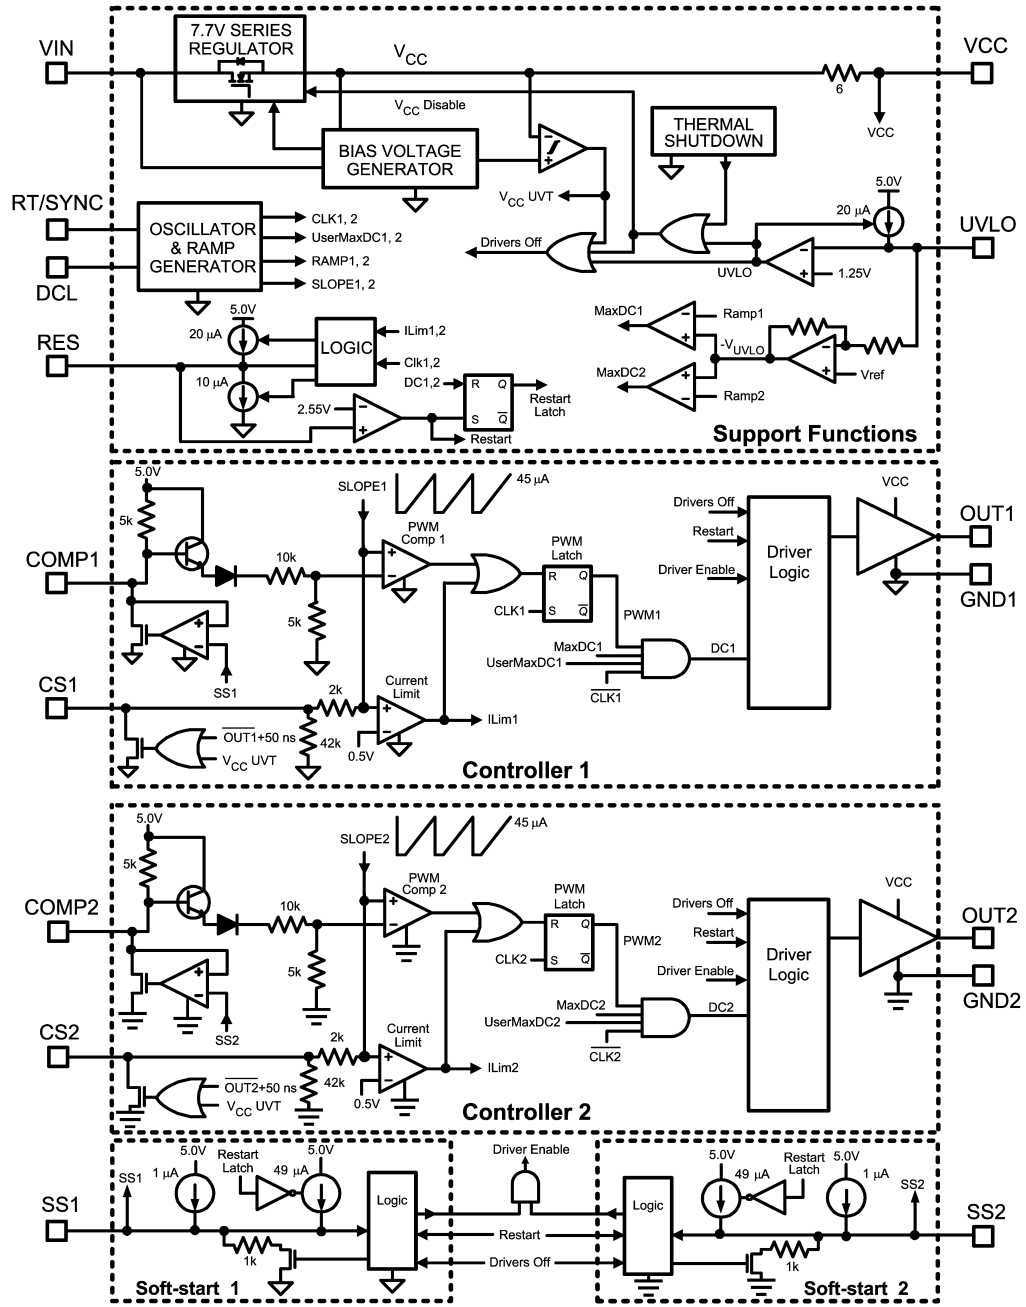 VIN
7.7V SERIES
REGULATOR
VCC
VCC Disable
6
VCC
VCC
BIAS VOLTAGE
GENERATOR
−
+
VCC UVT
THERMAL
SHUTDOWN
5.0V
20 µA
UVLO
RT/SYNC
DCL
OSCILLATOR
& RAMP
GENERATOR
CLK1, 2
UserMaxDC1, 2
RAMP1, 2
SLOPE1, 2
Drivers Off
UVLO
−
+
1.25V
RES
5.0V
20 µA
10 µA
LOGIC
ILim1,2
Clk1,2
DC1,2
R Q
S Q̅
Restart
Latch
2.55V
−
+
Restart
MaxDC1
−
+
Ramp1
-VUVLO
MaxDC2
+
−
Ramp2
−
+
Vref
Support Functions
5.0V
5k
COMP1
+
−
SS1
10k
5k
SLOPE1
45 µA
PWM
Comp 1
+
−
PWM
Latch
R Q
S Q̅
CLK1
PWM1
MaxDC1
UserMaxDC1
C̅L̅K̅1̅
DC1
Drivers Off
Restart
Driver Enable
Driver
Logic
VCC
OUT1
GND1
CS1
O̅U̅T̅1̅+50 ns
VCC UVT
2k
42k
Current
Limit
+
−
0.5V
ILim1
Controller 1
5.0V
5k
COMP2
+
−
SS2
10k
5k
SLOPE2
45 µA
PWM
Comp 2
+
−
PWM
Latch
R Q
S Q̅
CLK2
PWM2
MaxDC2
UserMaxDC2
C̅L̅K̅2̅
DC2
Drivers Off
Restart
Driver Enable
Driver
Logic
VCC
OUT2
GND2
CS2
O̅U̅T̅2̅+50 ns
VCC UVT
2k
42k
Current
Limit
+
−
0.5V
ILim2
Controller 2
SS1
SS1
5.0V
1 µA
Restart
Latch
5.0V
49 µA
1k
Logic
Soft-start 1
Driver Enable
Restart
Drivers Off
Logic
5.0V
49 µA
Restart
Latch
5.0V
1 µA
1k
SS2
SS2
Soft-start 2